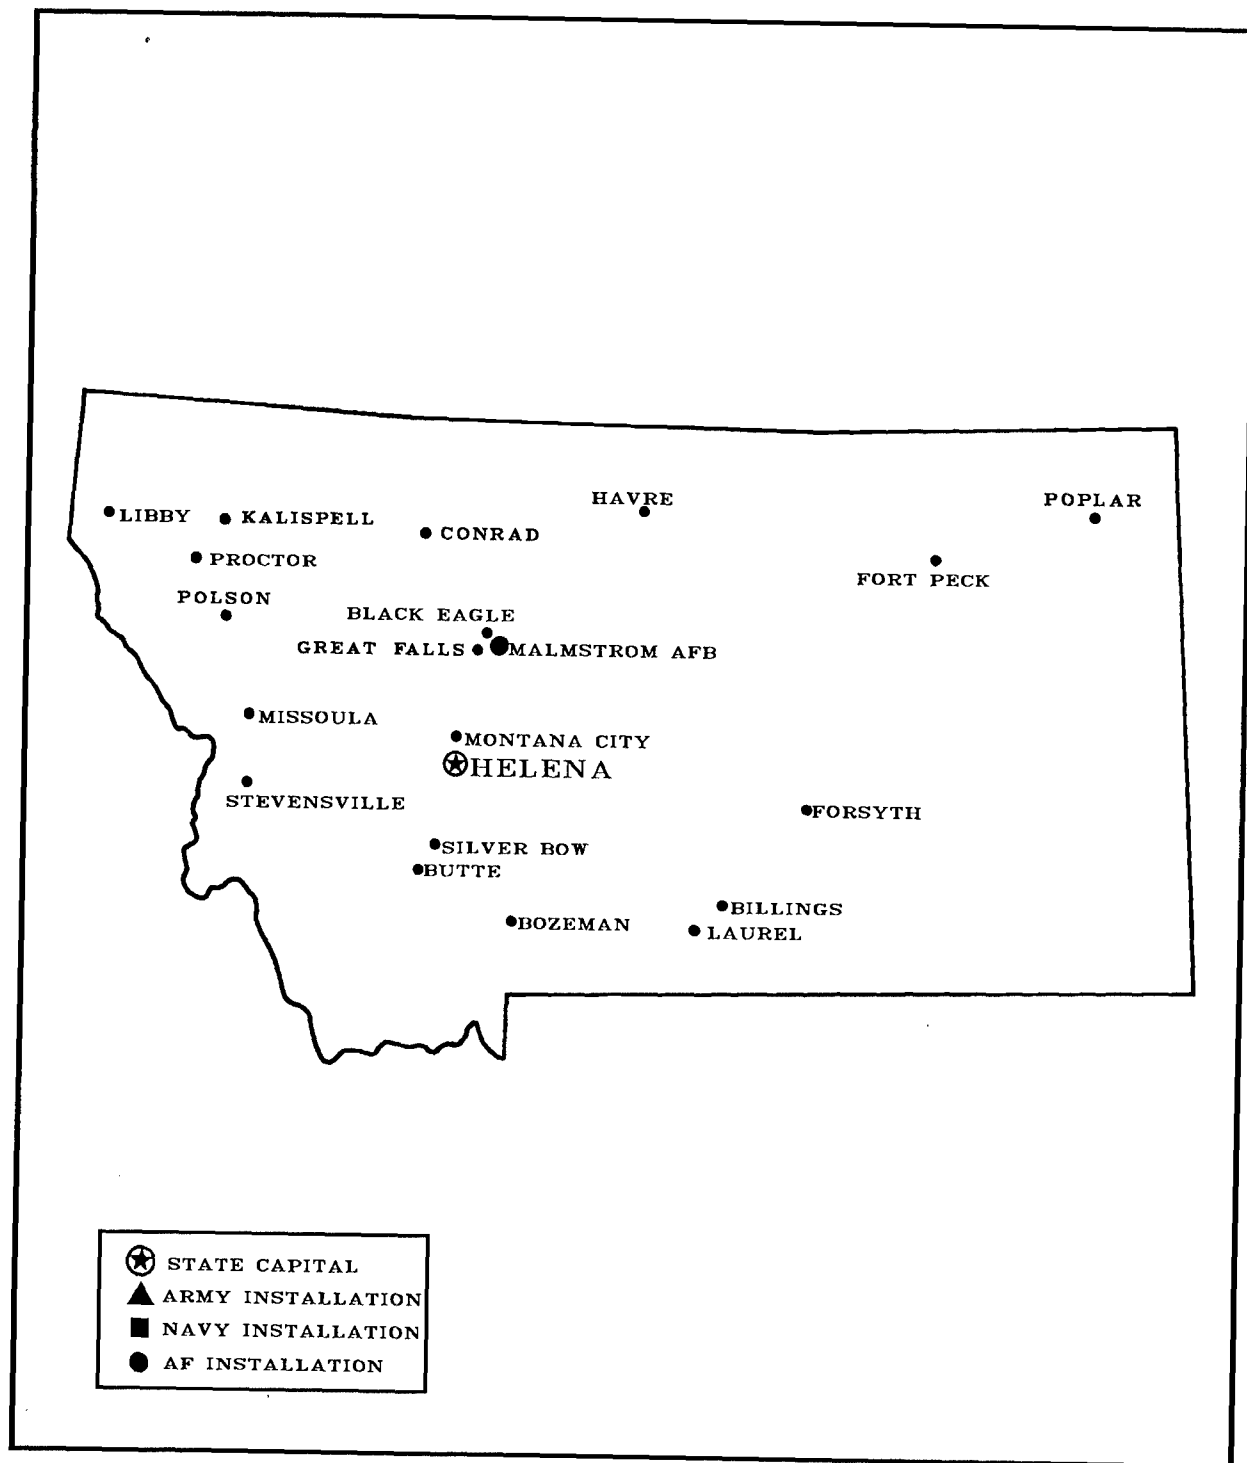 HAVRE
POPLAR
LIBBY
KALISPELL
CONRAD
PROCTOR
FORT PECK
POLSON
BLACK EAGLE
GREAT FALLS
MALMSTROM AFB
MISSOULA
MONTANA CITY
HELENA
STEVENSVILLE
FORSYTH
SILVER BOW
BUTTE
BILLINGS
BOZEMAN
LAUREL
STATE CAPITAL
ARMY INSTALLATION
NAVY INSTALLATION
AF INSTALLATION